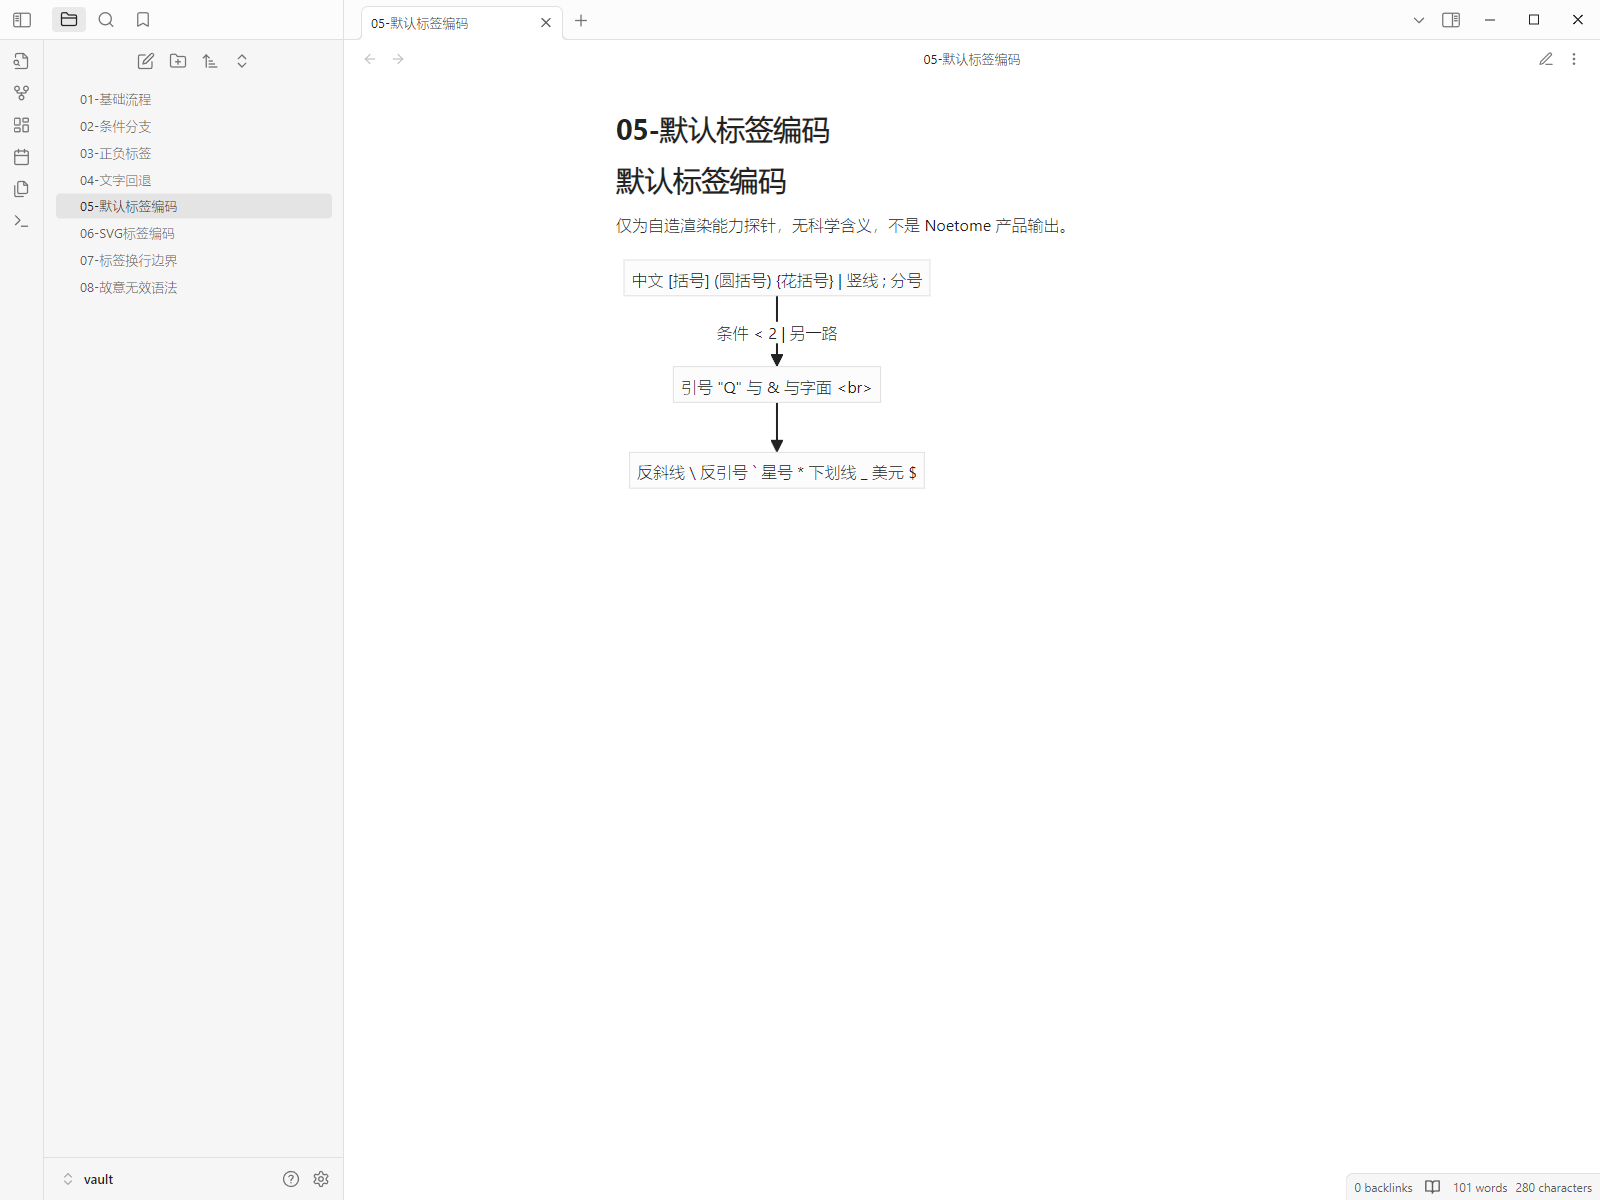 05-默认标签编码
05-默认标签编码
01-基础流程
02-条件分支
03-正负标签
04-文字回退
05-默认标签编码
06-SVG标签编码
07-标签换行边界
08-故意无效语法
05-默认标签编码
默认标签编码
仅为自造渲染能力探针，无科学含义，不是 Noetome 产品输出。
中文 [括号] (圆括号) {花括号} | 竖线 ; 分号
条件 < 2 | 另一路
引号 "Q" 与 & 与字面 <br>
反斜线 \ 反引号 ` 星号 * 下划线 _ 美元 $
vault
0 backlinks 101 words 280 characters